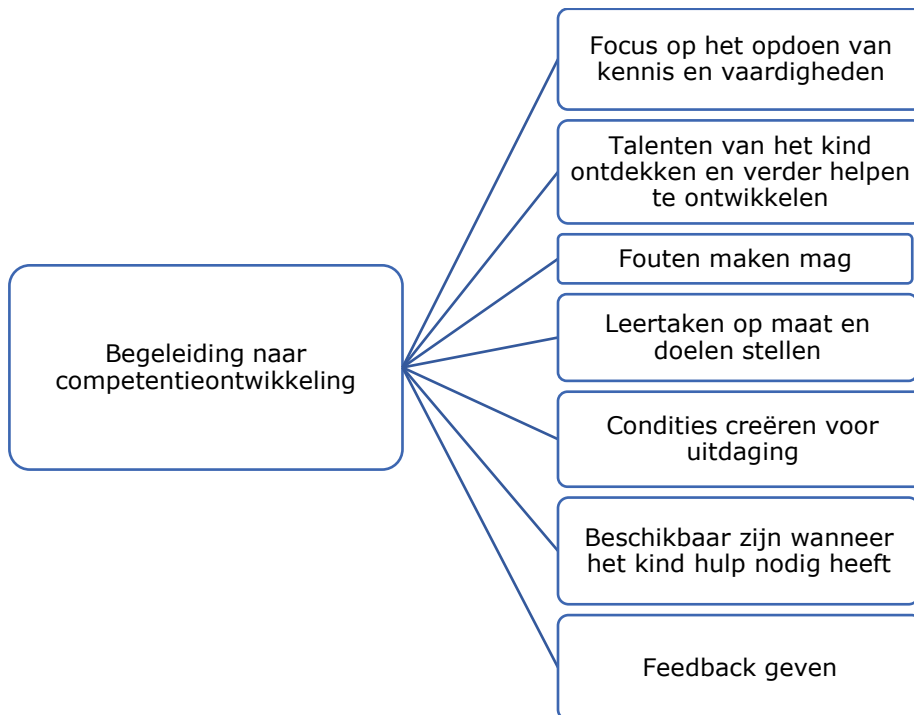 Focus op het opdoen van
kennis en vaardigheden
Talenten van het kind
ontdekken en verder helpen
te ontwikkelen
Fouten maken mag
Begeleiding naar
competentieontwikkeling
Leertaken op maat en
doelen stellen
Condities creëren voor
uitdaging
Beschikbaar zijn wanneer
het kind hulp nodig heeft
Feedback geven